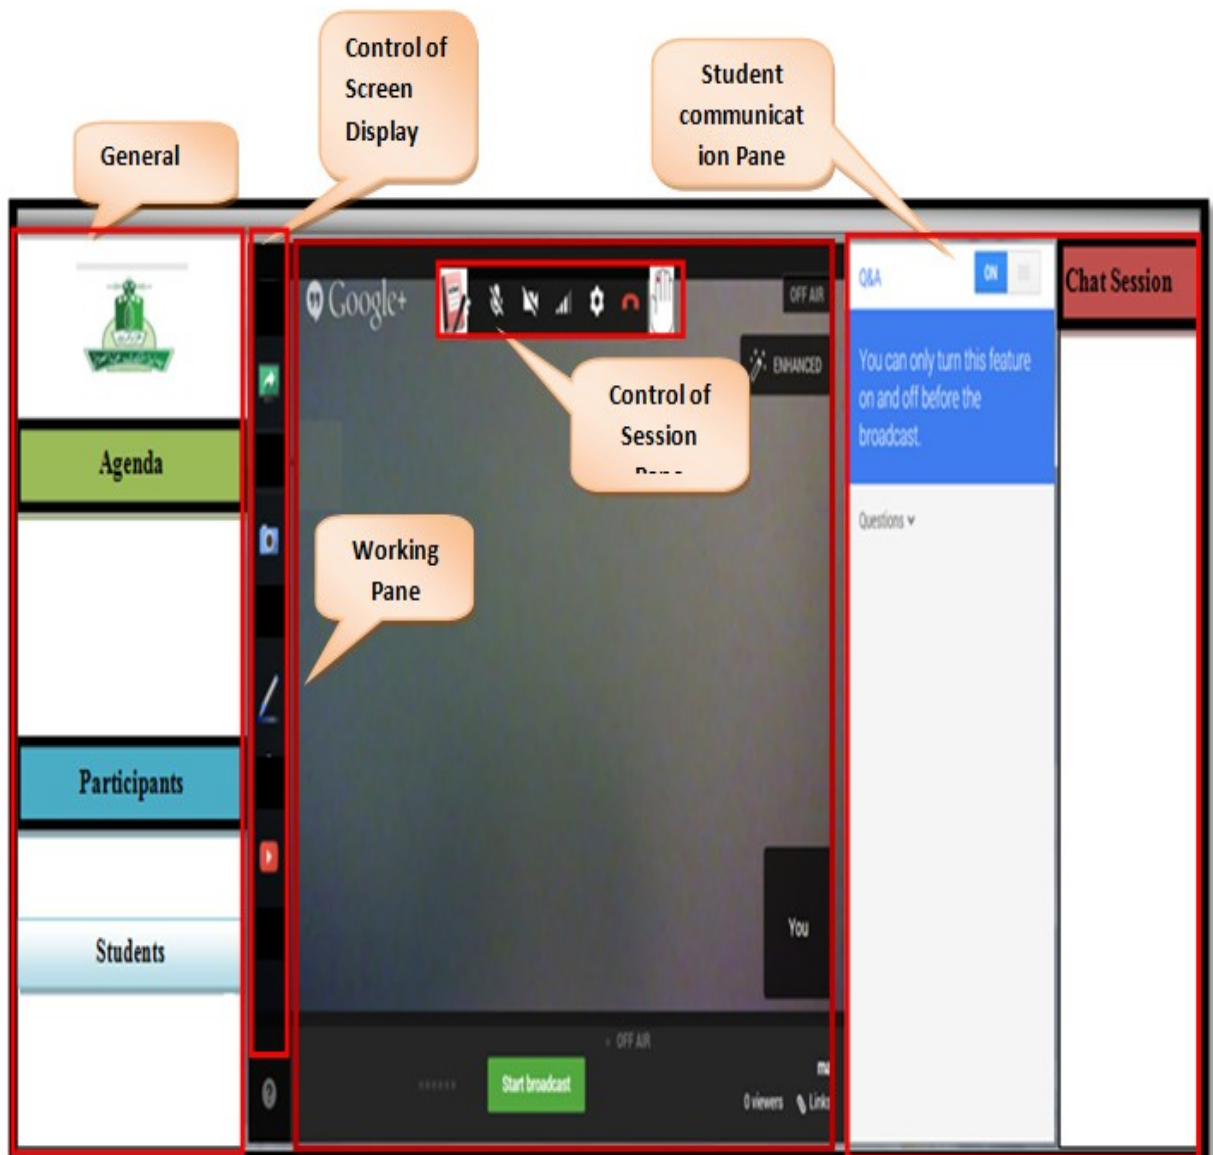 Control of
Screen
Display
Student
communicat
ion Pane
General
Google+
OFF AIR
ENHANCED
Control of
Session
Q&A
ON
Chat Session
You can only turn this feature
on and off before the
broadcast.
Questions
Agenda
Working
Pane
Participants
Students
You
OFF AIR
Start broadcast
0 viewers
Links
?